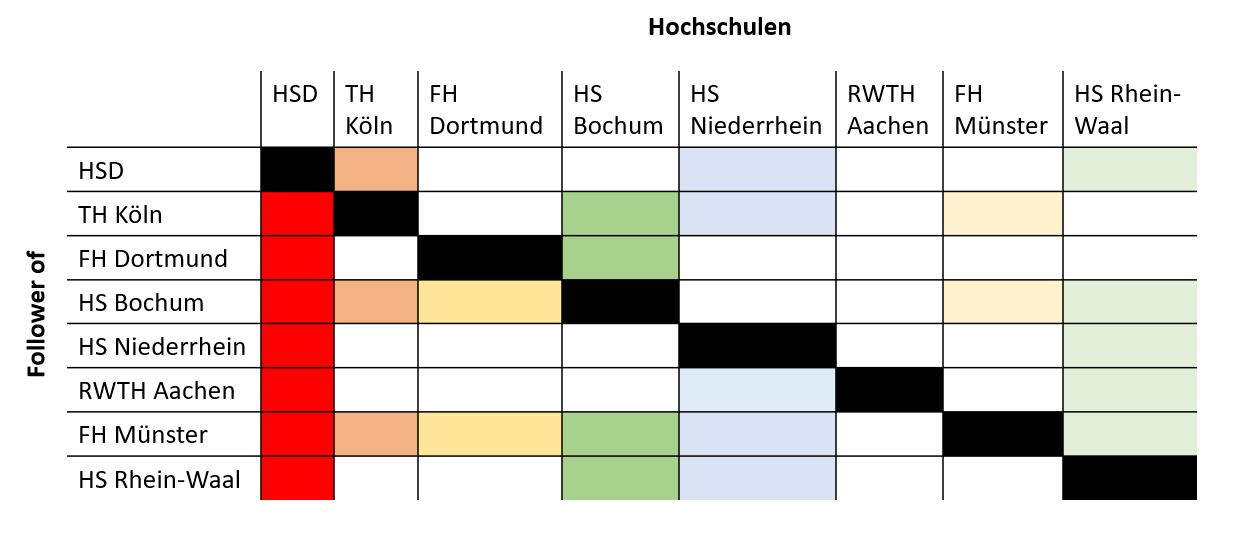 Hochschulen
HSD
TH
Köln
FH
Dortmund
HS
Bochum
HS
Niederrhein
RWTH
Aachen
FH
Münster
HS Rhein-
Waal
Follower of
HSD
TH Köln
FH Dortmund
HS Bochum
HS Niederrhein
RWTH Aachen
FH Münster
HS Rhein-Waal